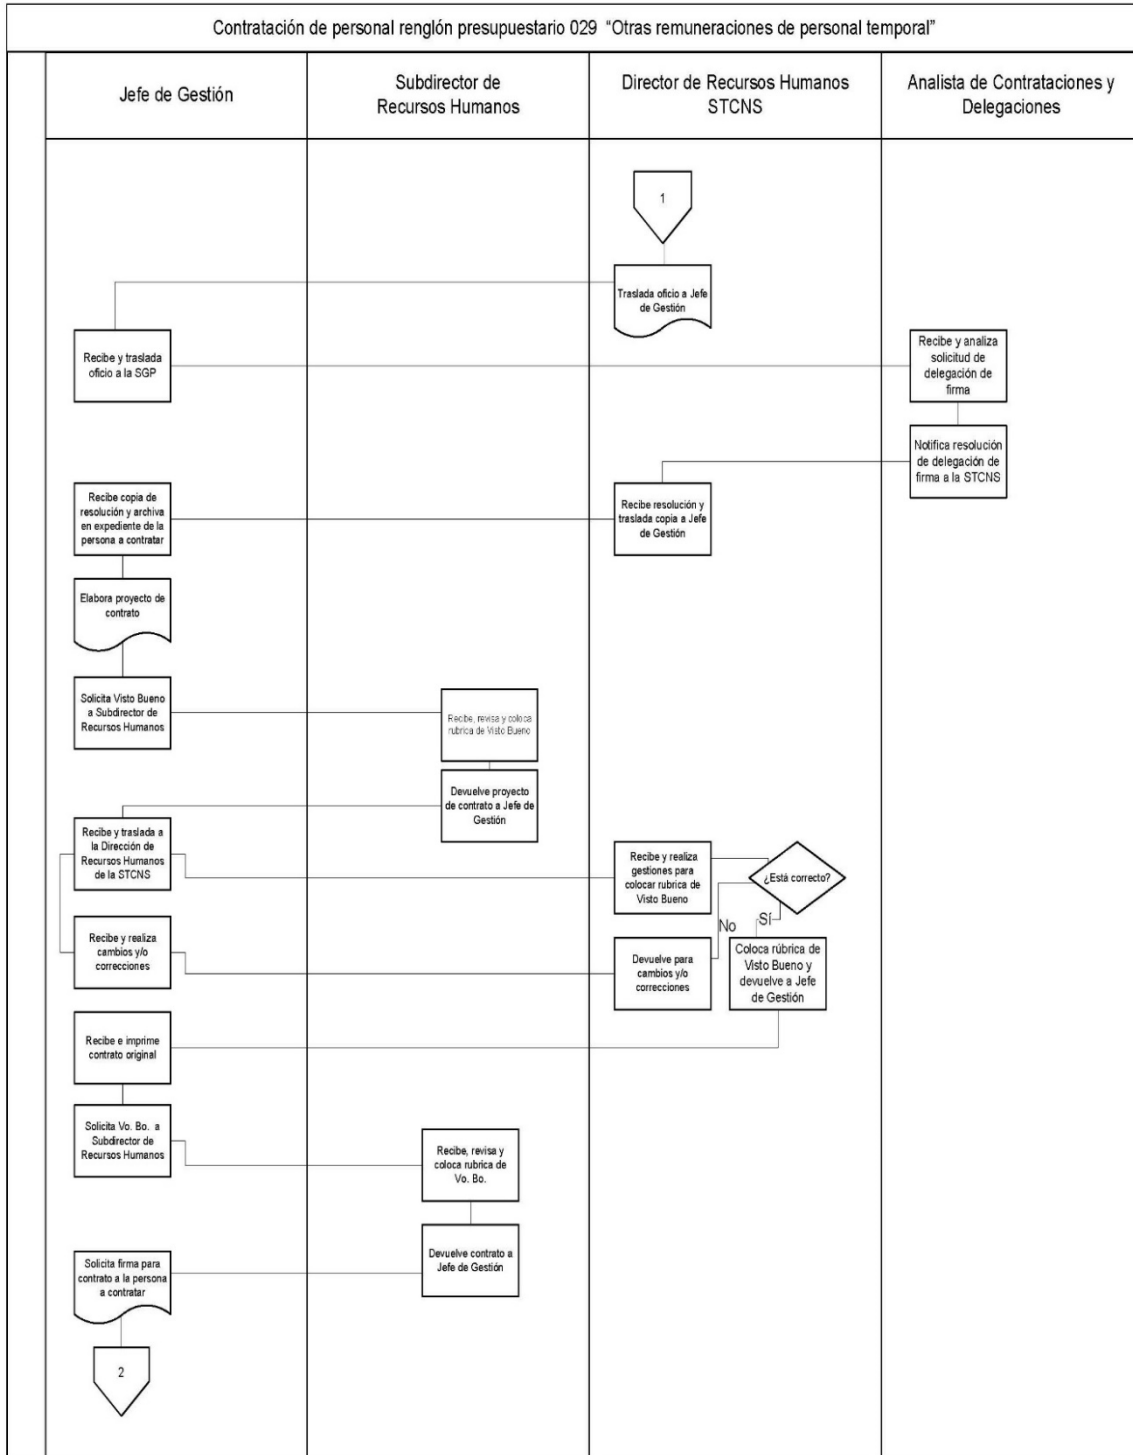 Contratación de personal renglón presupuestario 029 “Otras remuneraciones de personal temporal”
Jefe de Gestión
Subdirector de
Recursos Humanos
Director de Recursos Humanos
STCNS
Analista de Contrataciones y
Delegaciones
1
Traslada oficio a Jefe
de Gestión
Recibe y traslada
oficio a la SGP
Recibe y analiza
solicitud de
delegación de
firma
Notifica resolución
de delegación de
firma a la STCNS
Recibe copia de
resolución y archiva
en expediente de la
persona a contratar
Recibe resolución y
traslada copia a Jefe
de Gestión
Elabora proyecto de
contrato
Solicita Visto Bueno
a Subdirector de
Recursos Humanos
Recibe, revisa y coloca
rubrica de Visto Bueno
Devuelve proyecto
de contrato a Jefe de
Gestión
Recibe y traslada a
la Dirección de
Recursos Humanos
de la STCNS
Recibe y realiza
gestiones para
colocar rubrica de
Visto Bueno
¿Está correcto?
No
Sí
Recibe y realiza
cambios y/o
correcciones
Devuelve para
cambios y/o
correcciones
Coloca rúbrica de
Visto Bueno y
devuelve a Jefe
de Gestión
Recibe e imprime
contrato original
Solicita Vo. Bo. a
Subdirector de
Recursos Humanos
Recibe, revisa y
coloca rubrica de
Vo. Bo.
Devuelve contrato a
Jefe de Gestión
Solicita firma para
contrato a la persona
a contratar
2